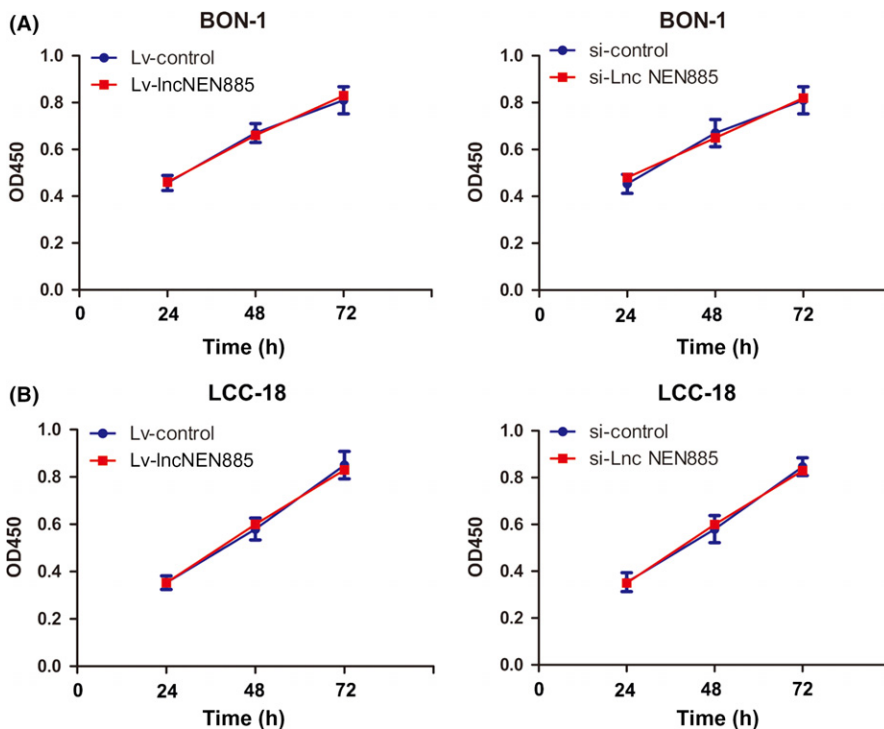 (A)
BON-1
Lv-control
Lv-lncNEN885
OD450
1.0
0.8
0.6
0.4
0.2
0.0
0
24
48
72
Time (h)
BON-1
si-control
si-Lnc NEN885
OD450
1.0
0.8
0.6
0.4
0.2
0.0
0
24
48
72
Time (h)
(B)
LCC-18
Lv-control
Lv-lncNEN885
OD450
1.0
0.8
0.6
0.4
0.2
0.0
0
24
48
72
Time (h)
LCC-18
si-control
si-Lnc NEN885
OD450
1.0
0.8
0.6
0.4
0.2
0.0
0
24
48
72
Time (h)